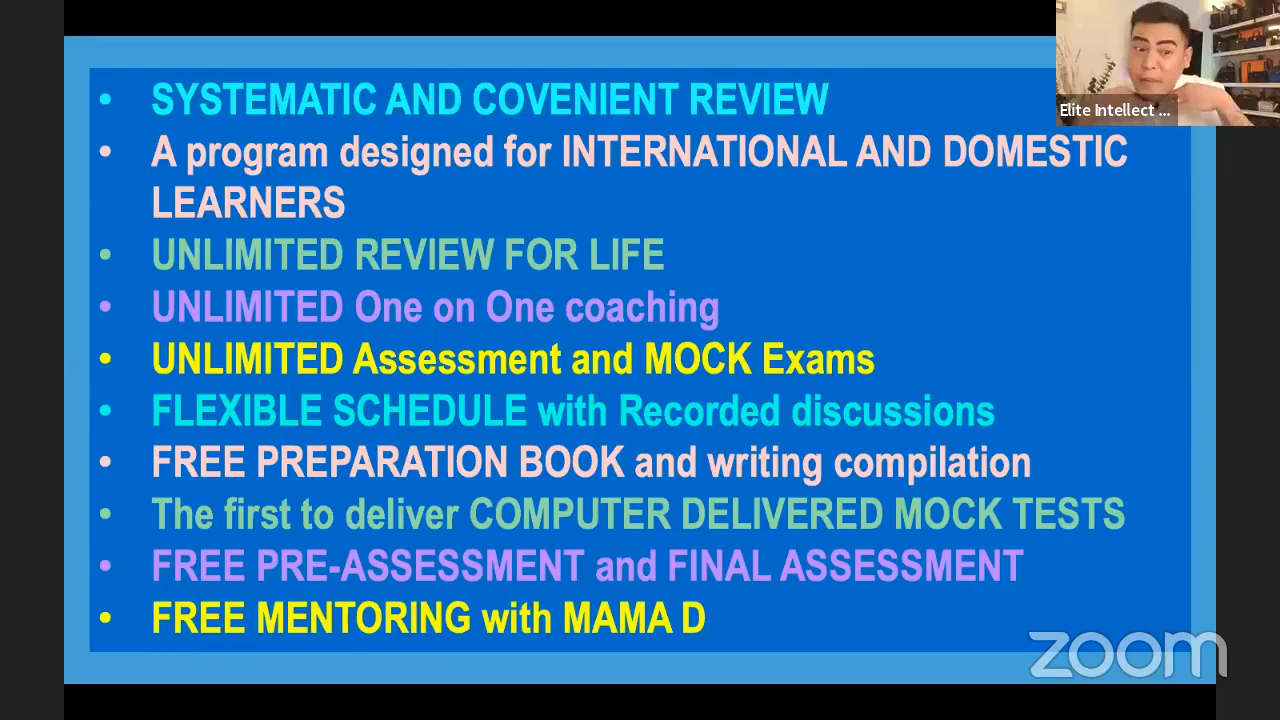 Elite Intellect ...
• SYSTEMATIC AND COVENIENT REVIEW
• A program designed for INTERNATIONAL AND DOMESTIC
LEARNERS
• UNLIMITED REVIEW FOR LIFE
• UNLIMITED One on One coaching
• UNLIMITED Assessment and MOCK Exams
• FLEXIBLE SCHEDULE with Recorded discussions
• FREE PREPARATION BOOK and writing compilation
• The first to deliver COMPUTER DELIVERED MOCK TESTS
• FREE PRE-ASSESSMENT and FINAL ASSESSMENT
• FREE MENTORING with MAMA D
zoom